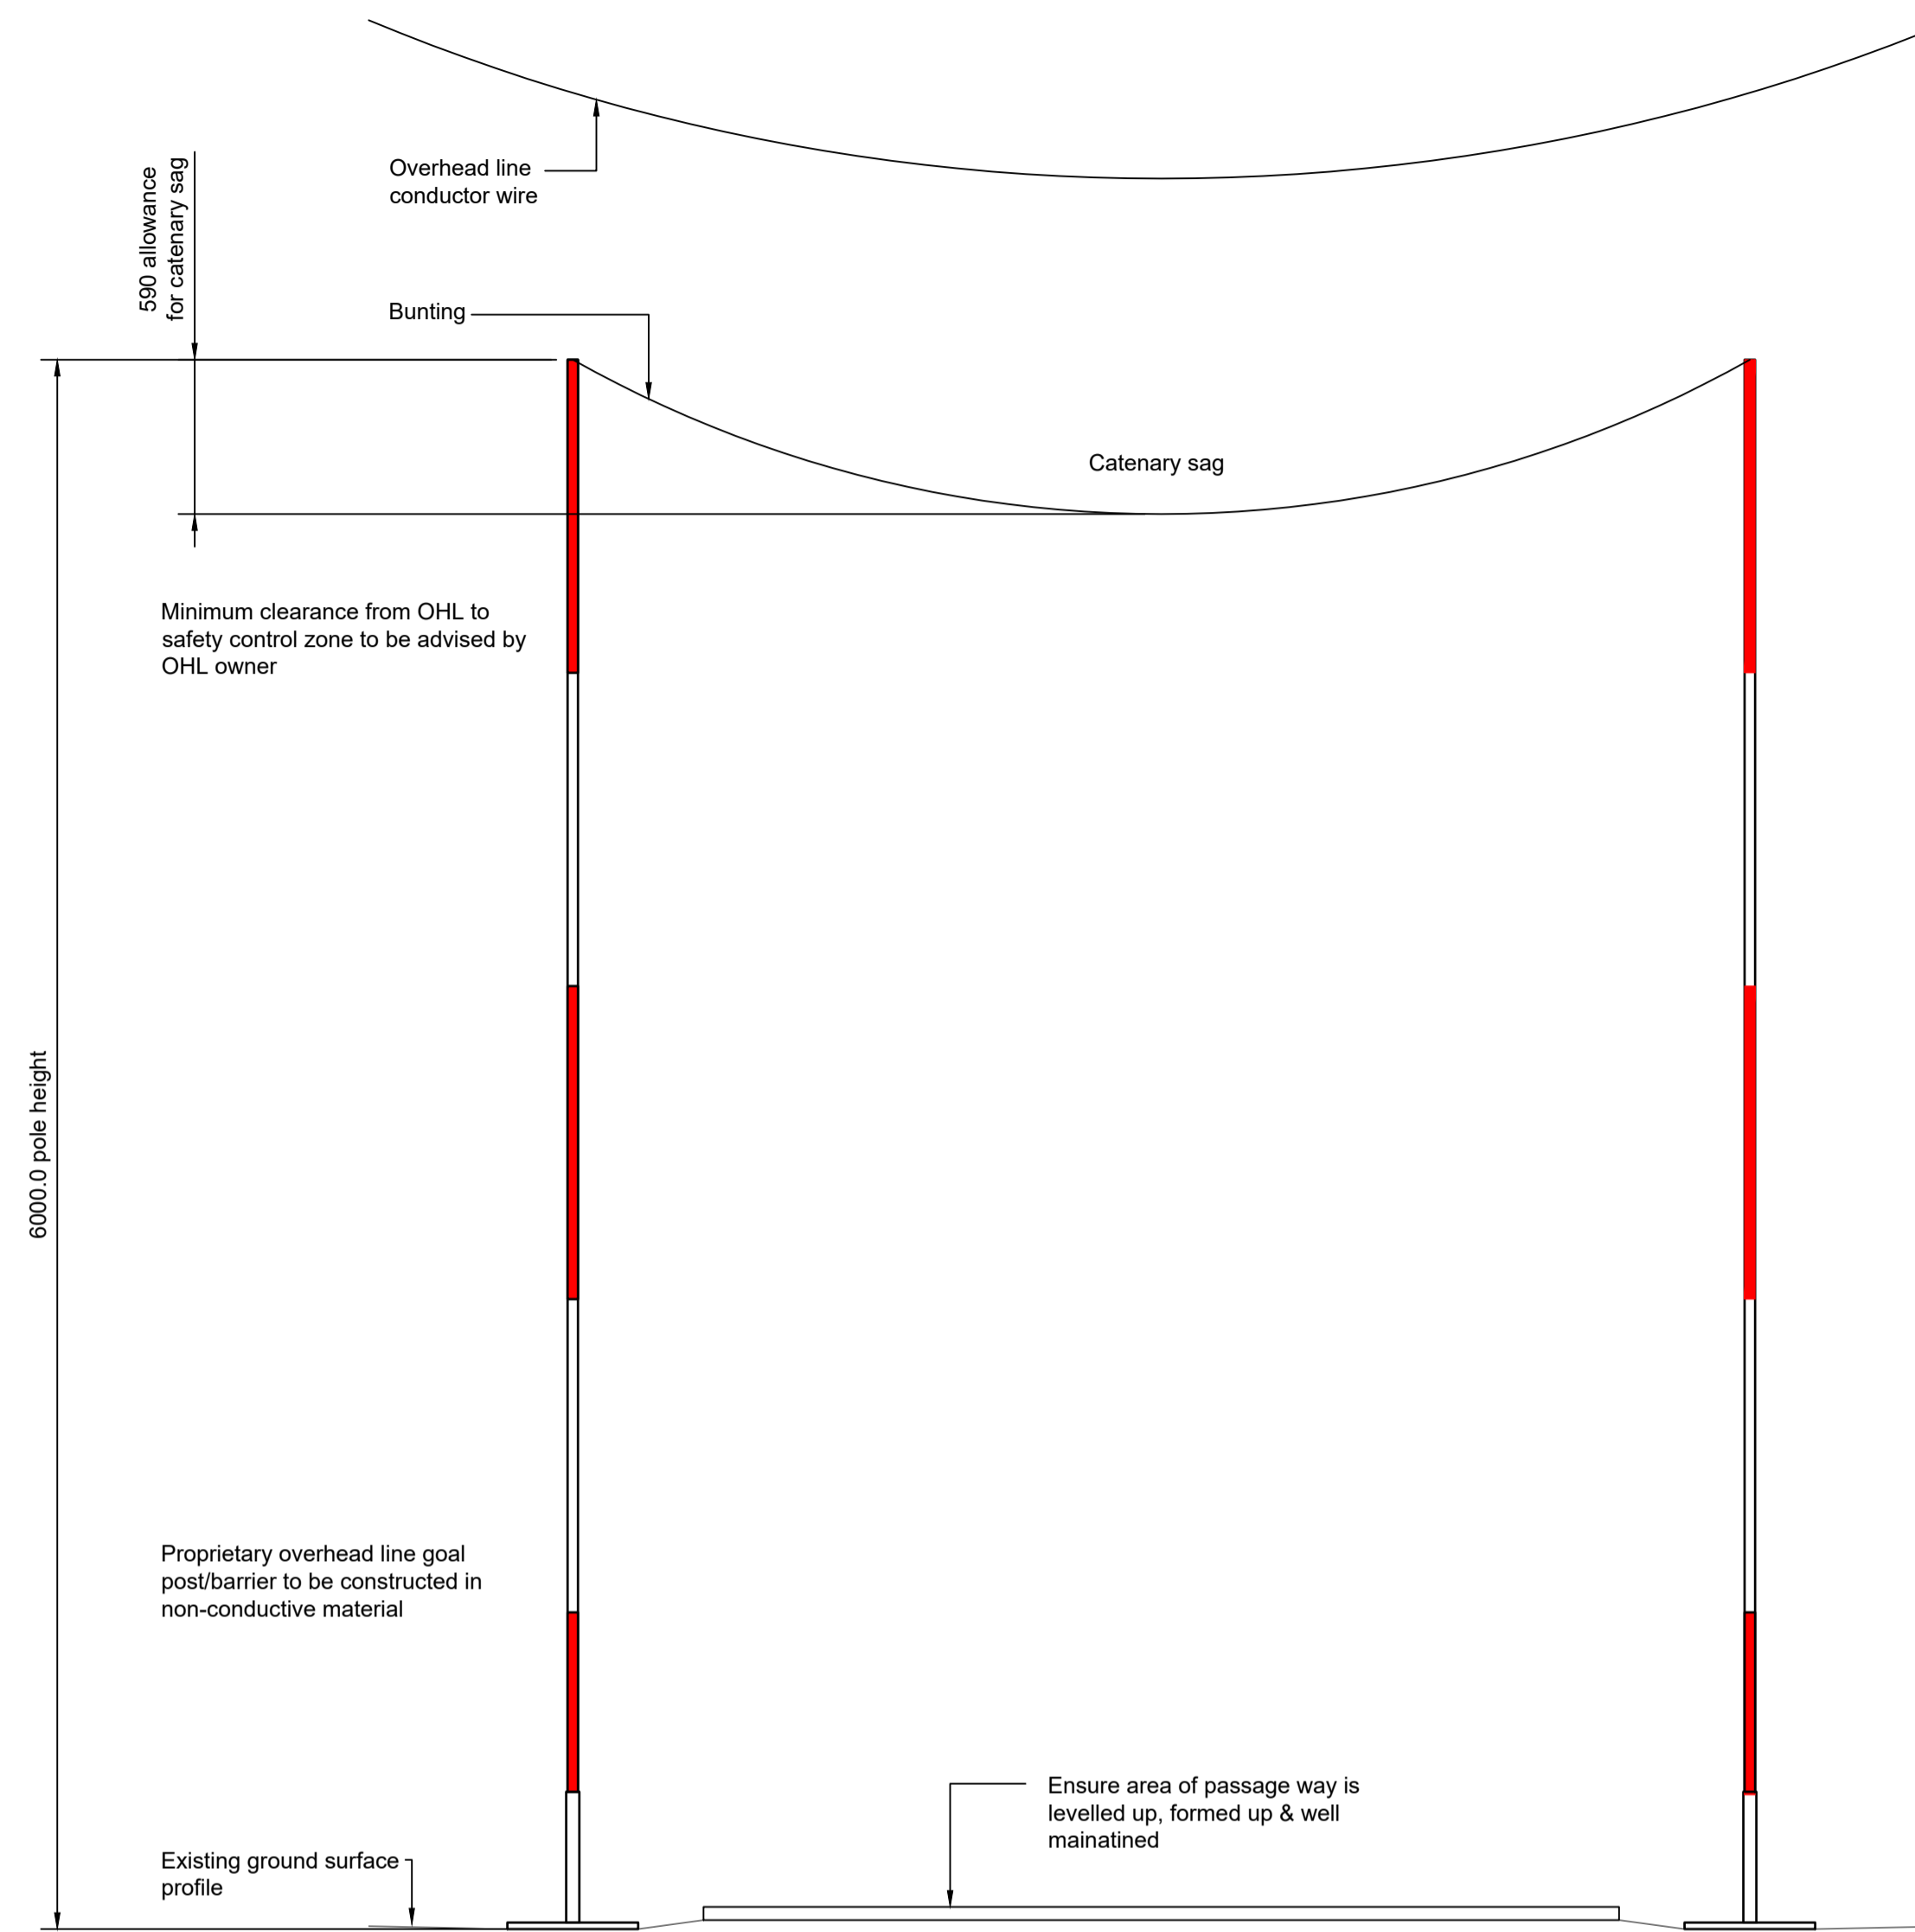 Overhead line
conductor wire
590 allowance
for catenary sag
Bunting
Catenary sag
Minimum clearance from OHL to
safety control zone to be advised by
OHL owner
6000.0 pole height
Proprietary overhead line goal
post/barrier to be constructed in
non-conductive material
Ensure area of passage way is
levelled up, formed up & well
mainatined
Existing ground surface
profile